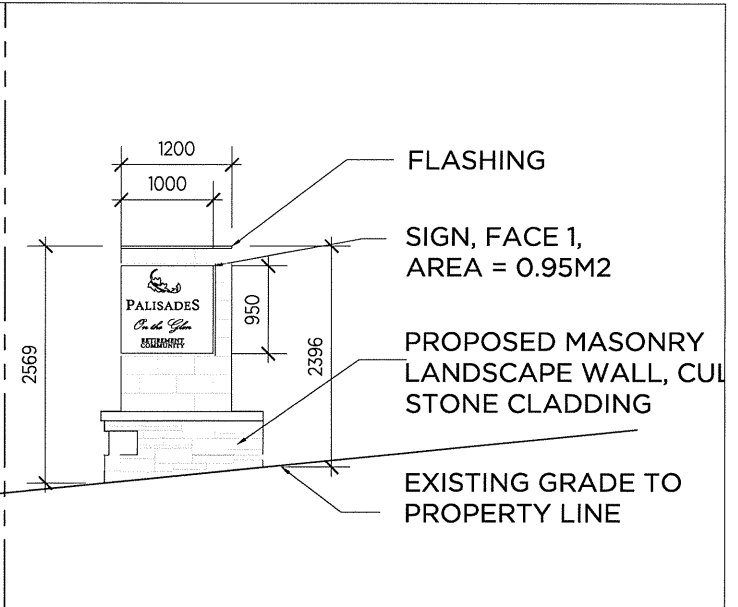 1200
FLASHING
1000
SIGN, FACE 1,
AREA = 0.95M2
PALISADES
On the Glen
RETIREMENT
COMMUNITY
950
2569
2396
PROPOSED MASONRY
LANDSCAPE WALL, CUL
STONE CLADDING
EXISTING GRADE TO
PROPERTY LINE